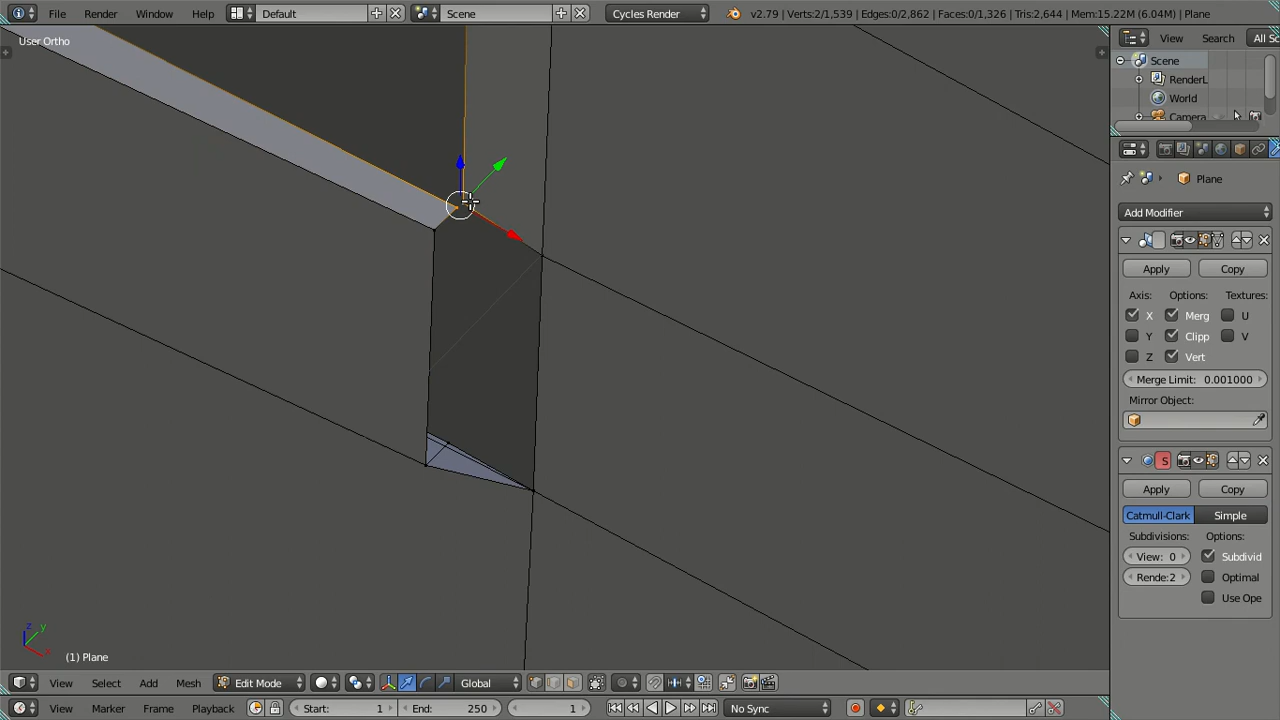 File Render Window Help Default Scene Cycles Render v2.79 | Verts:2/1,539 | Edges:0/2,862 | Faces:0/1,326 | Tris:2,644 | Mem:15.22M (6.04M) | Plane
User Ortho
View Search All Sc
Scene
RenderL
World
Camera
Plane
Add Modifier
Apply Copy
Axis: Options: Textures:
X Merg U
Y Clipp V
Z Vert
Merge Limit: 0.001000
Mirror Object:
S
Apply Copy
Catmull-Clark Simple
Subdivisions: Options:
View: 0 Subdivid
Rende:2 Optimal
Use Ope
z
y
x
(1) Plane
View Select Add Mesh Edit Mode Global
View Marker Frame Playback Start: 1 End: 250 1 No Sync